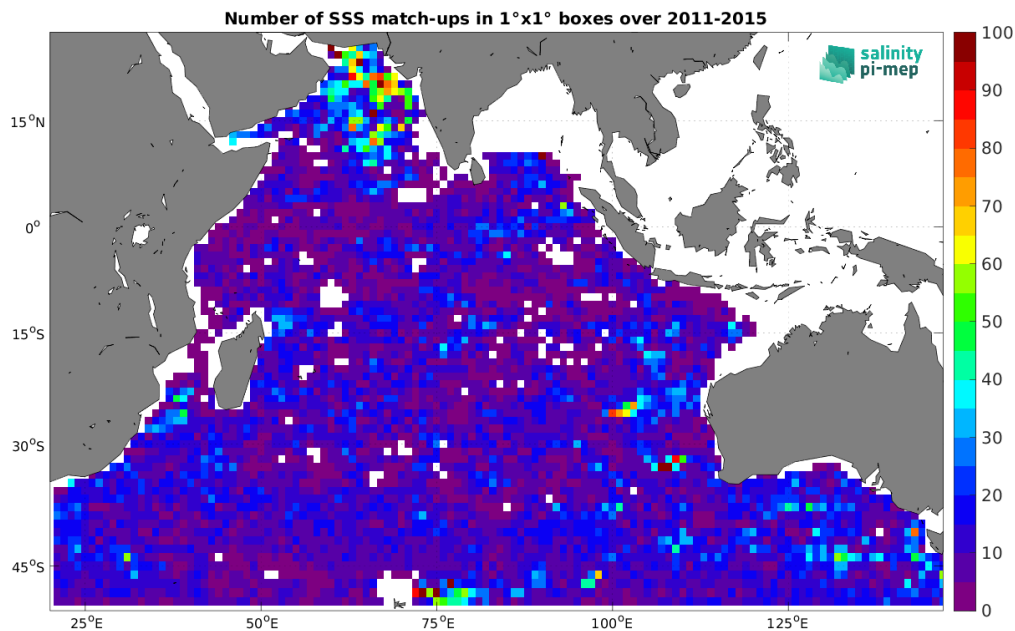 Number of SSS match-ups in 1°x1° boxes over 2011-2015
salinity
pi-mep
100
90
80
70
60
50
40
30
20
10
0
15°N
0°
15°S
30°S
45°S
25°E
50°E
75°E
100°E
125°E